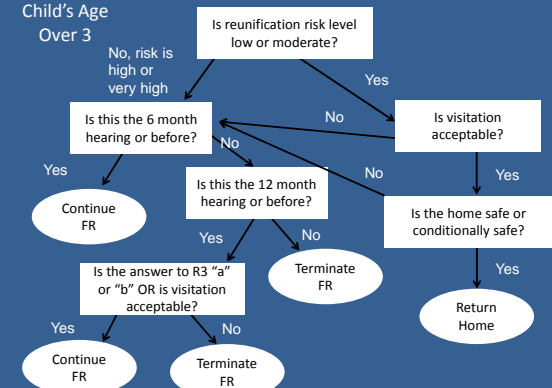 Child's Age
Over 3
Is reunification risk level
low or moderate?
No, risk is
high or
very high
Yes
Is this the 6 month
hearing or before?
No
Is visitation
acceptable?
No
Yes
No
Yes
Is this the 12 month
hearing or before?
Is the home safe or
conditionally safe?
Continue
FR
Yes
No
Yes
Is the answer to R3 “a”
or “b” OR is visitation
acceptable?
Terminate
FR
Return
Home
Yes
No
Continue
FR
Terminate
FR